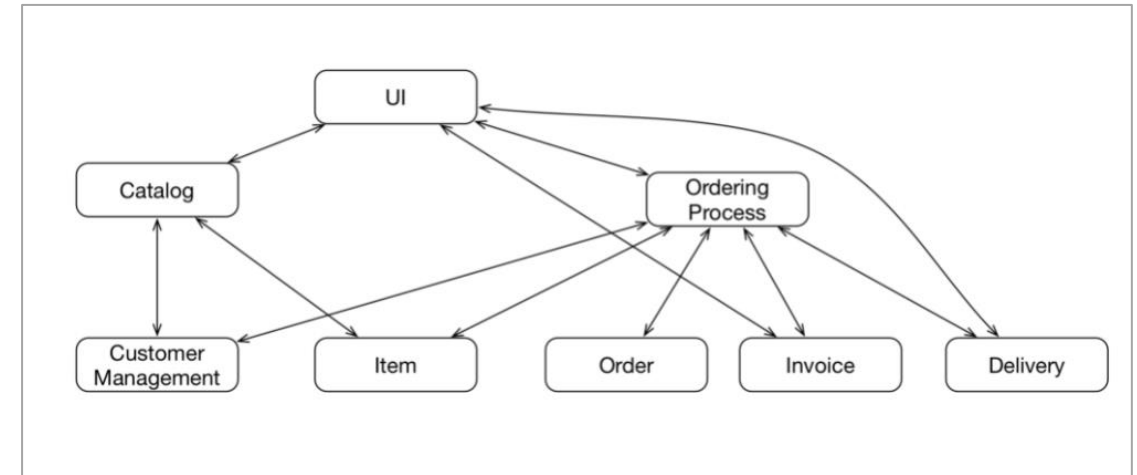 UI
Catalog
Ordering
Process
Customer
Management
Item
Order
Invoice
Delivery